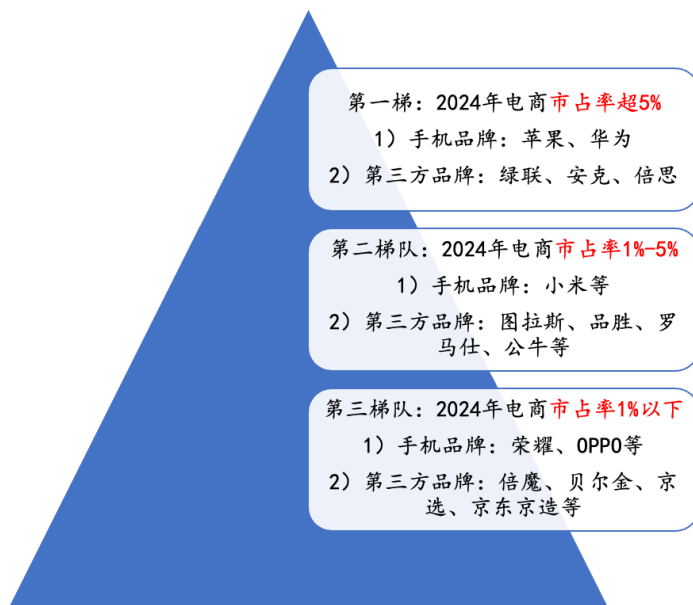 第一梯：2024年电商市占率超5%
1）手机品牌：苹果、华为
2）第三方品牌：绿联、安克、倍思
第二梯队：2024年电商市占率1%-5%
1）手机品牌：小米等
2）第三方品牌：图拉斯、品胜、罗
马仕、公牛等
第三梯队：2024年电商市占率1%以下
1）手机品牌：荣耀、OPPO等
2）第三方品牌：倍魔、贝尔金、京
选、京东京造等